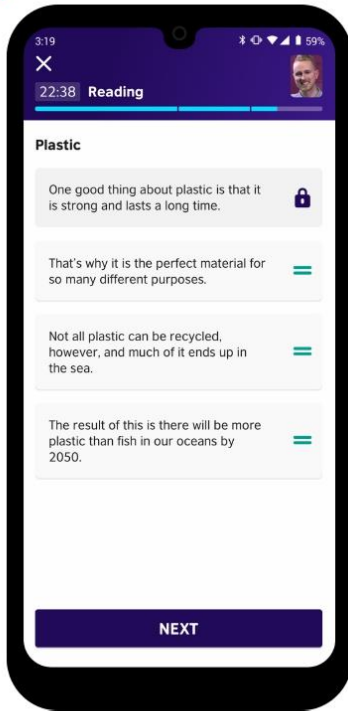 3:19 59%
22:38 Reading
Plastic
One good thing about plastic is that it
is strong and lasts a long time.
That's why it is the perfect material for
so many different purposes.
Not all plastic can be recycled,
however, and much of it ends up in
the sea.
The result of this is there will be more
plastic than fish in our oceans by
2050.
NEXT